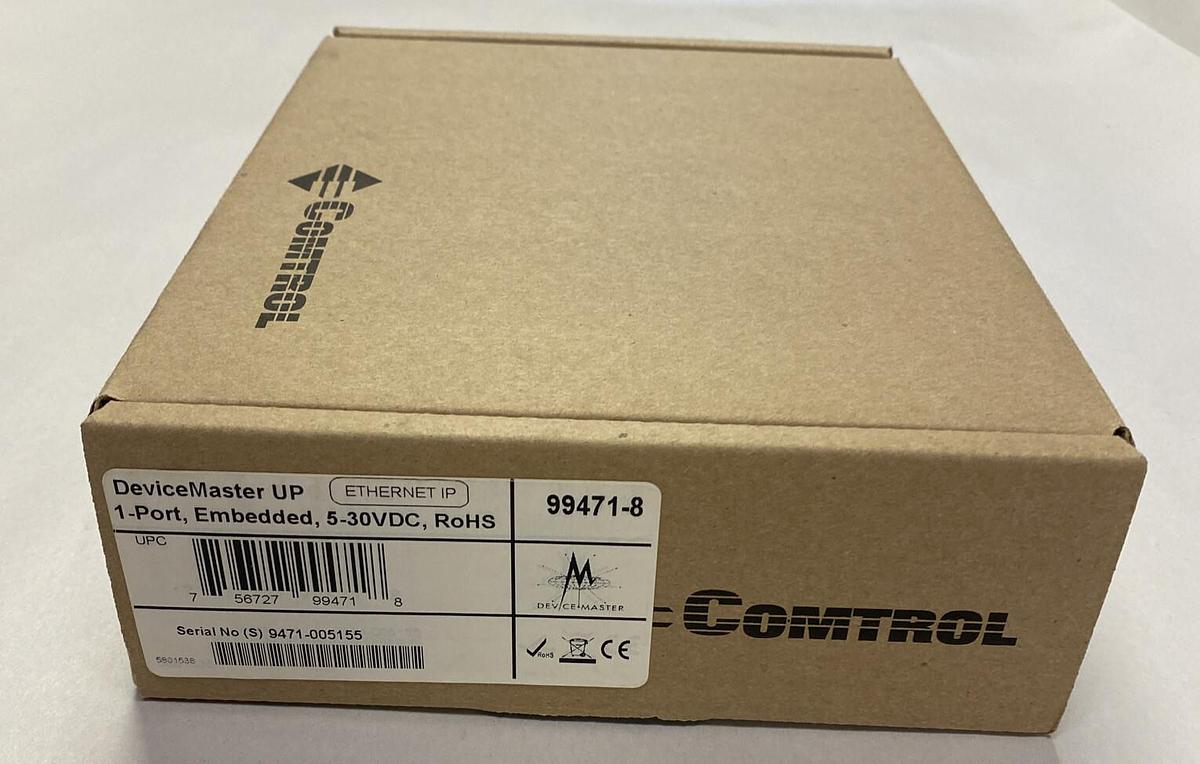 COMTROL
DeviceMaster UP ETHERNET IP
1-Port, Embedded, 5-30VDC, RoHS
99471-8
UPC
7 56727 99471 8
DEVICE MASTER
Serial No (S) 9471-005155
5801538
RoHS CE
COMTROL